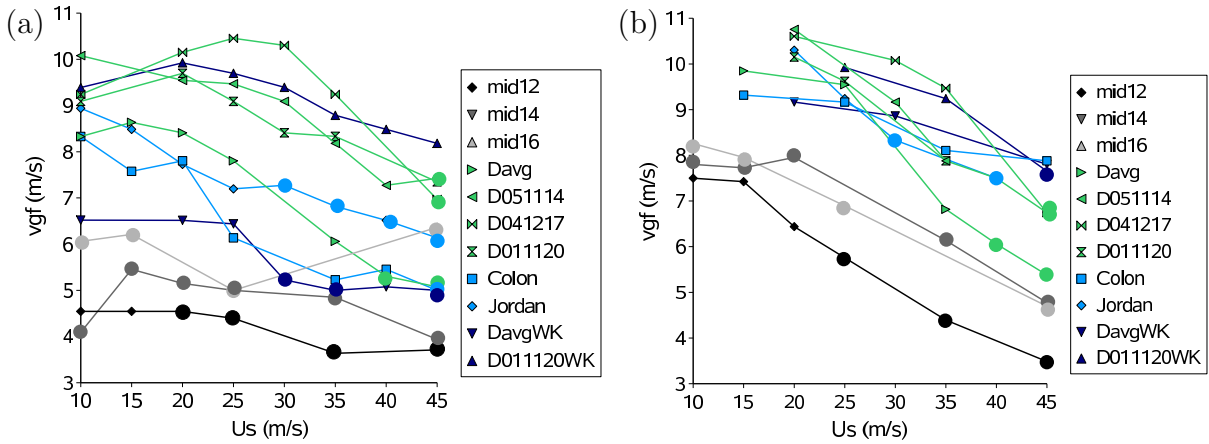 (a)
vgf (m/s)
11
10
9
8
7
6
5
4
3
10 15 20 25 30 35 40 45
Us (m/s)
mid12
mid14
mid16
Davg
D051114
D041217
D011120
Colon
Jordan
DavgWK
D011120WK
(b)
vgf (m/s)
11
10
9
8
7
6
5
4
3
10 15 20 25 30 35 40 45
Us (m/s)
mid12
mid14
mid16
Davg
D051114
D041217
D011120
Colon
Jordan
DavgWK
D011120WK